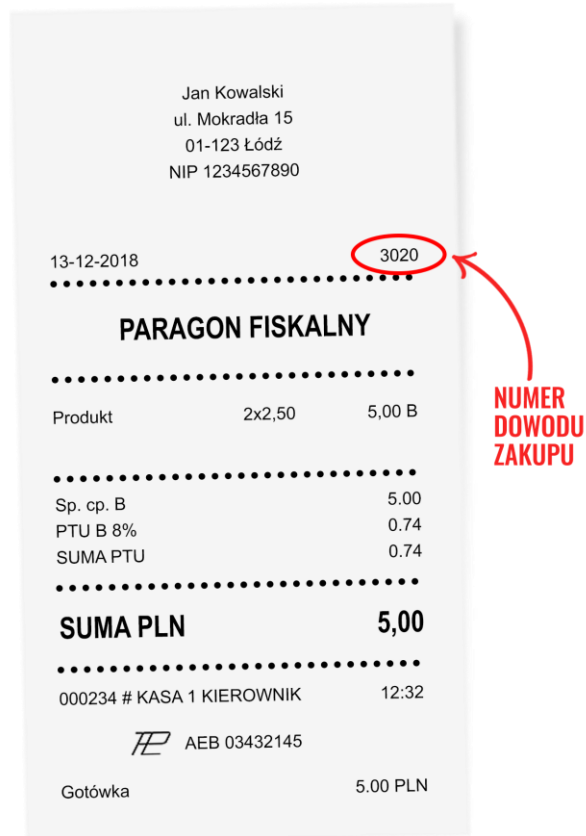 Jan Kowalski
ul. Mokradła 15
01-123 Łódź
NIP 1234567890
13-12-2018 3020
PARAGON FISKALNY
Produkt 2x2,50 5,00 B
Sp. cp. B 5.00
PTU B 8% 0.74
SUMA PTU 0.74
SUMA PLN 5,00
000234 # KASA 1 KIEROWNIK 12:32
AEB 03432145
Gotówka 5.00 PLN
NUMER
DOWODU
ZAKUPU